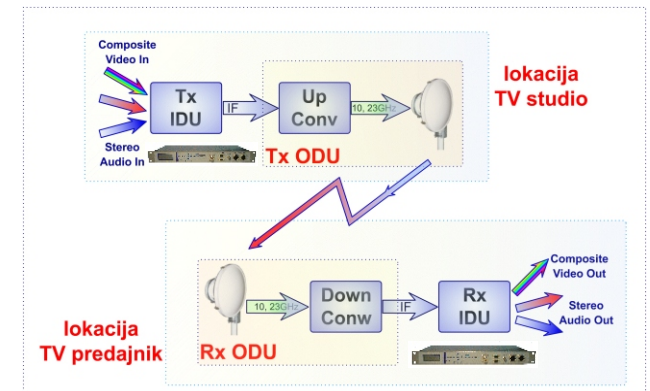 Composite
Video In
Tx
IDU
IF
Up
Conv
10, 23GHz
lokacija
TV studio
Stereo
Audio In
Tx ODU
Composite
Video Out
10, 23GHz
Down
Conw
IF
Rx
IDU
Stereo
Audio Out
lokacija
TV predajnik
Rx ODU